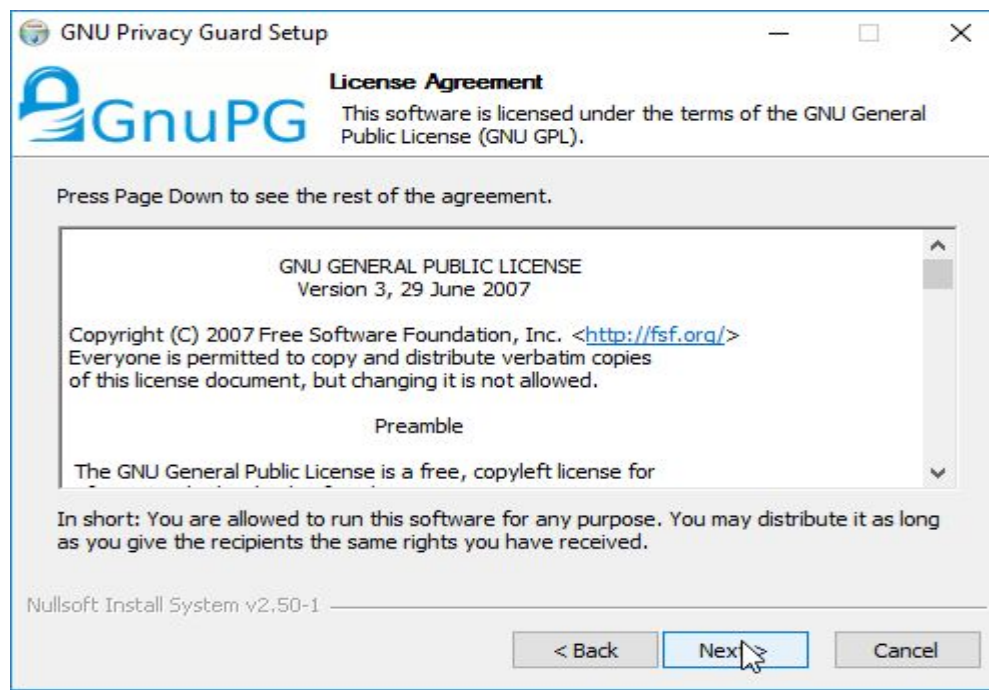 GNU Privacy Guard Setup
GnuPG
License Agreement
This software is licensed under the terms of the GNU General
Public License (GNU GPL).
Press Page Down to see the rest of the agreement.
GNU GENERAL PUBLIC LICENSE
Version 3, 29 June 2007
Copyright (C) 2007 Free Software Foundation, Inc. <http://fsf.org/>
Everyone is permitted to copy and distribute verbatim copies
of this license document, but changing it is not allowed.
Preamble
The GNU General Public License is a free, copyleft license for
In short: You are allowed to run this software for any purpose. You may distribute it as long
as you give the recipients the same rights you have received.
Nullsoft Install System v2.50-1
< Back
Next >
Cancel